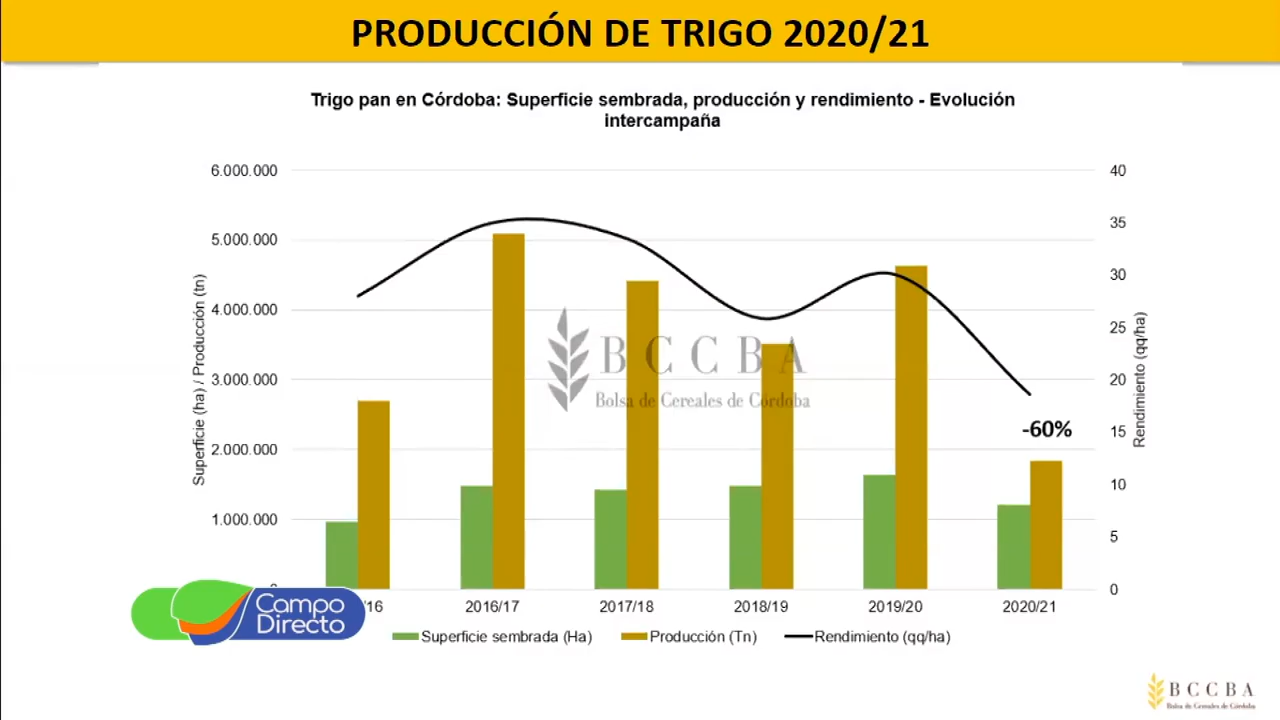 PRODUCCIÓN DE TRIGO 2020/21
Trigo pan en Córdoba: Superficie sembrada, producción y rendimiento - Evolución
intercampaña
6.000.000
5.000.000
4.000.000
3.000.000
2.000.000
1.000.000
Superficie (ha) / Producción (tn)
40
35
30
25
20
15
10
5
0
Rendimiento (qq/ha)
BCCBA
Bolsa de Cereales de Córdoba
-60%
/16
2016/17
2017/18
2018/19
2019/20
2020/21
Campo
Directo
Superficie sembrada (Ha)
Producción (Tn)
Rendimiento (qq/ha)
BCCBA
Bolsa de Cereales de Córdoba